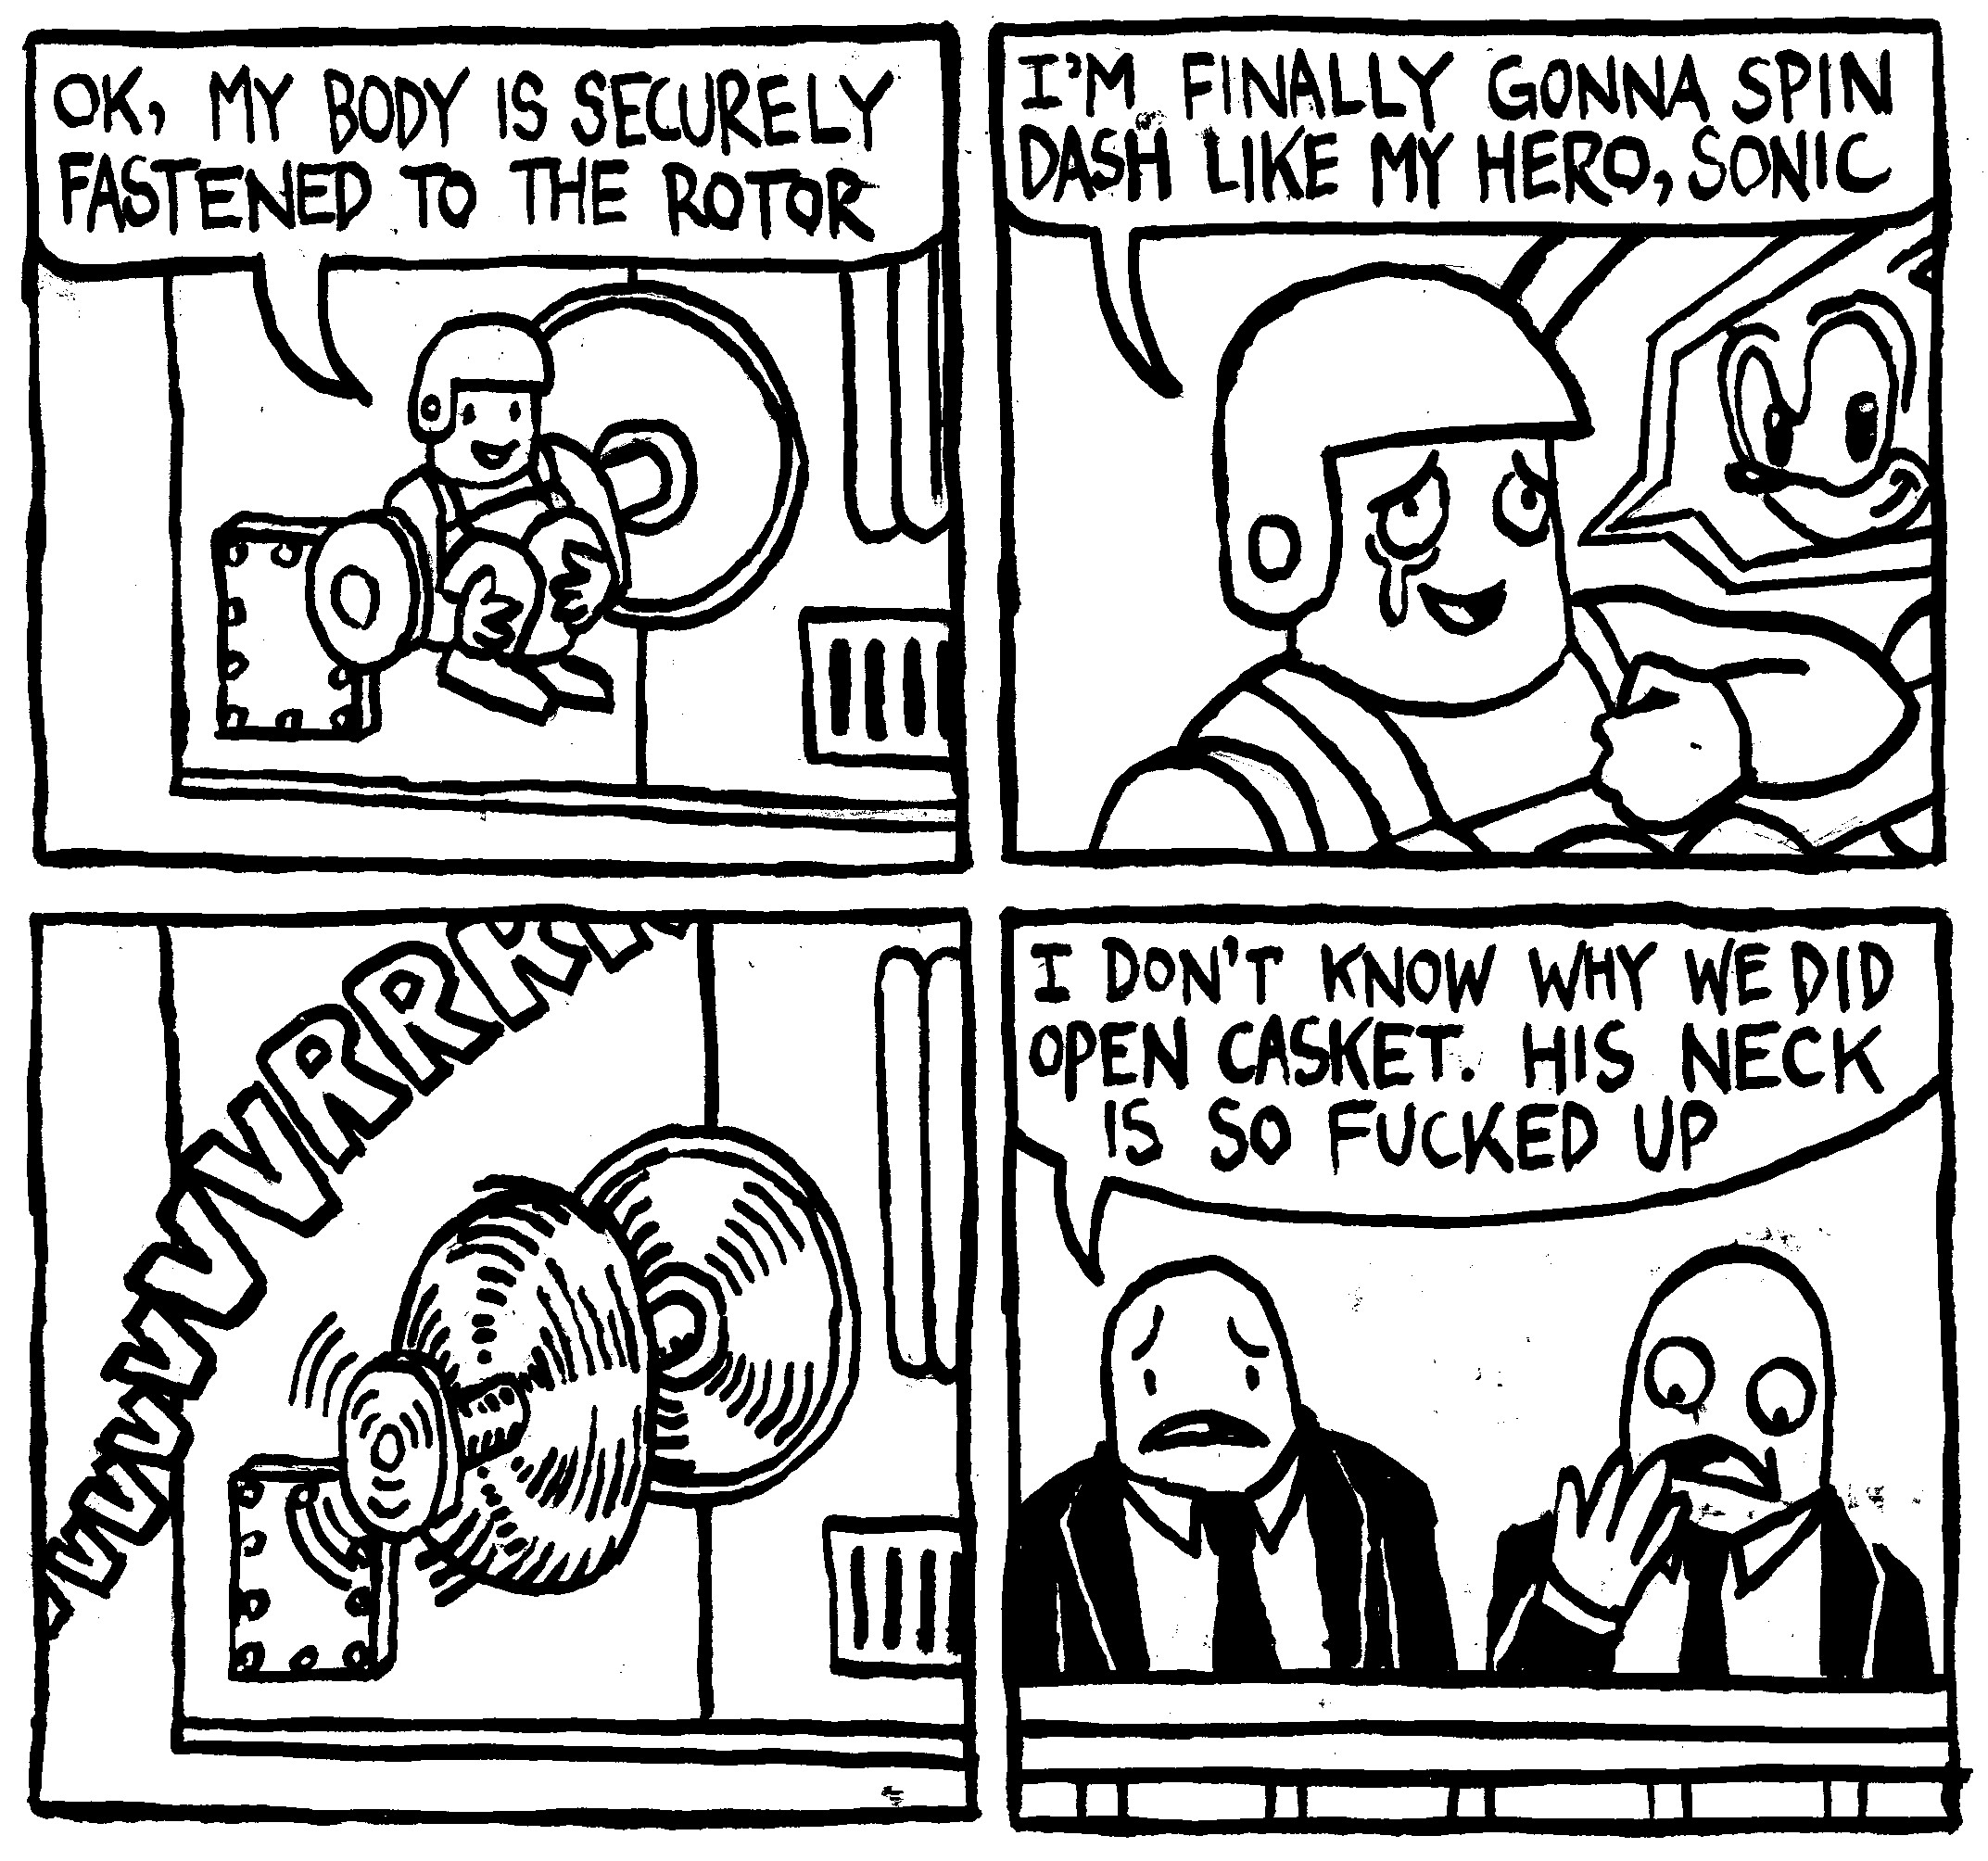 OK, MY BODY IS SECURELY
FASTENED TO THE ROTOR
I'M FINALLY GONNA SPIN
DASH LIKE MY HERO, SONIC
VVVVVVVRRRR
I DON'T KNOW WHY WE DID
OPEN CASKET. HIS NECK
IS SO FUCKED UP